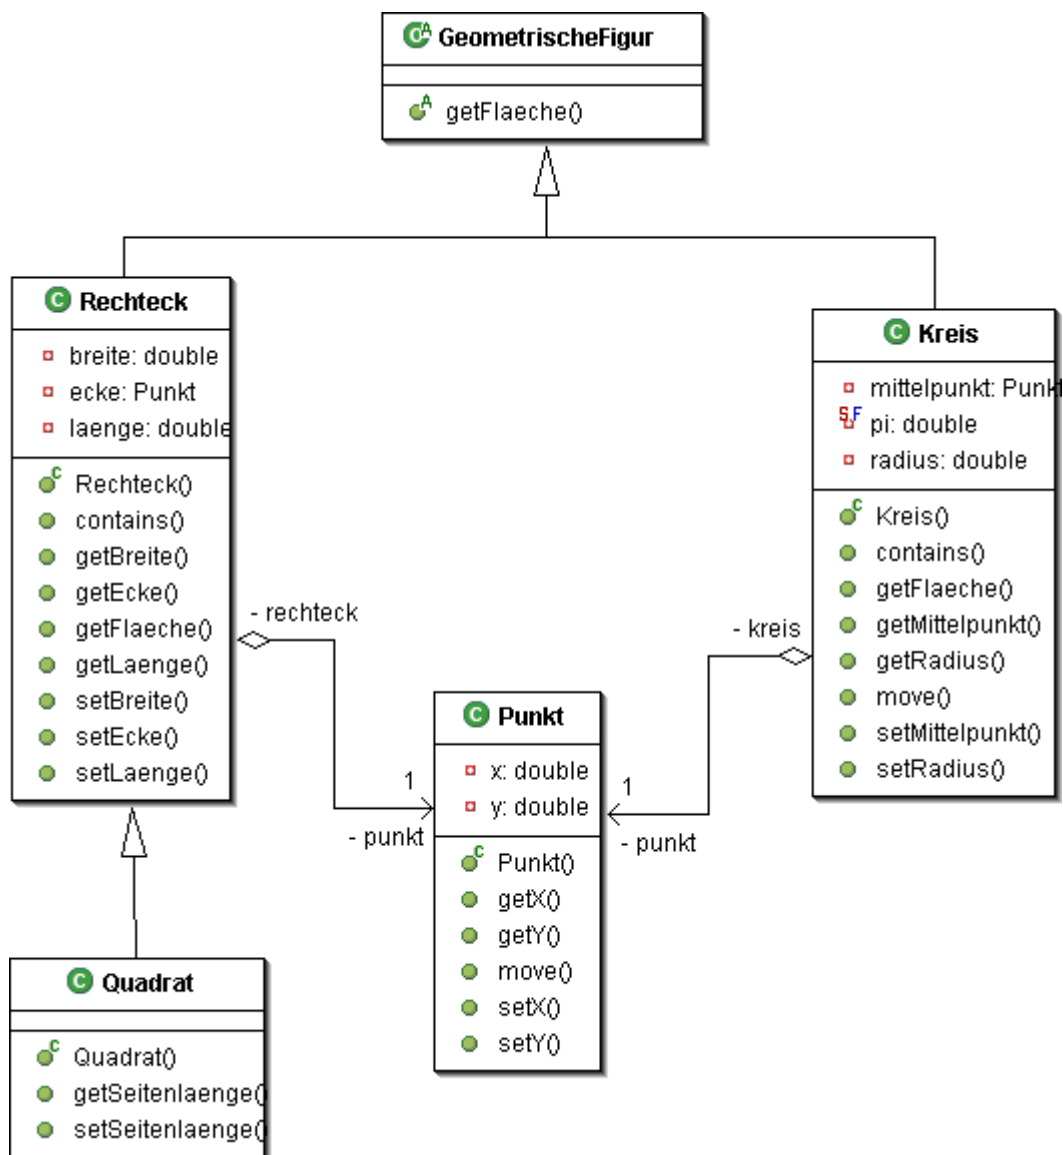 GeometrischeFigur
getFlaeche()
Rechteck
breite: double
ecke: Punkt
laenge: double
Rechteck()
contains()
getBreite()
getEcke()
getFlaeche()
getLaenge()
setBreite()
setEcke()
setLaenge()
Kreis
mittelpunkt: Punkt
pi: double
radius: double
Kreis()
contains()
getFlaeche()
getMittelpunkt()
getRadius()
move()
setMittelpunkt()
setRadius()
- rechteck
- kreis
1
- punkt
1
- punkt
Punkt
x: double
y: double
Punkt()
getX()
getY()
move()
setX()
setY()
Quadrat
Quadrat()
getSeitenlaenge()
setSeitenlaenge()